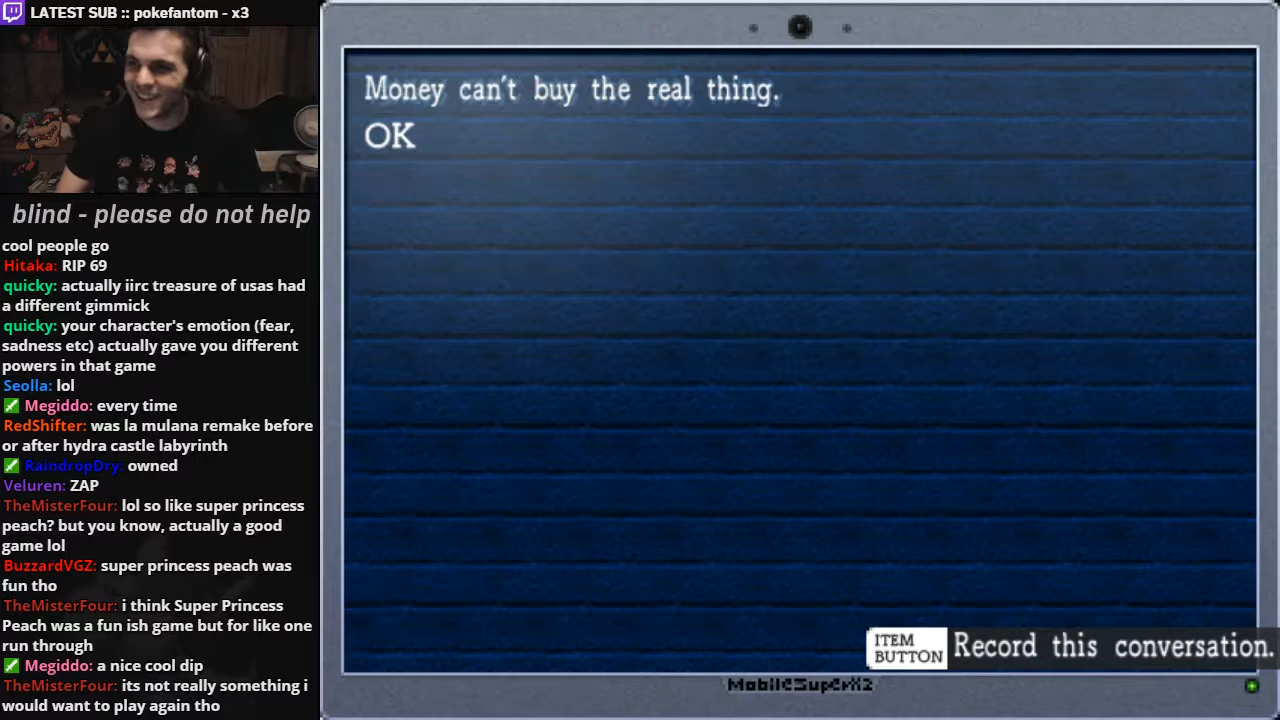 LATEST SUB :: pokefantom - x3
blind - please do not help
cool people go
Hitaka: RIP 69
quicky: actually iirc treasure of usas had
a different gimmick
quicky: your character's emotion (fear,
sadness etc) actually gave you different
powers in that game
Seolla: lol
Megiddo: every time
RedShifter: was la mulana remake before
or after hydra castle labyrinth
RaindropDry: owned
Veluren: ZAP
TheMisterFour: lol so like super princess
peach? but you know, actually a good
game lol
BuzzardVGZ: super princess peach was
fun tho
TheMisterFour: i think Super Princess
Peach was a fun ish game but for like one
run through
Megiddo: a nice cool dip
TheMisterFour: its not really something i
would want to play again tho
Money can't buy the real thing.
OK
ITEM
BUTTON
Record this conversation.
MobileSuperX2